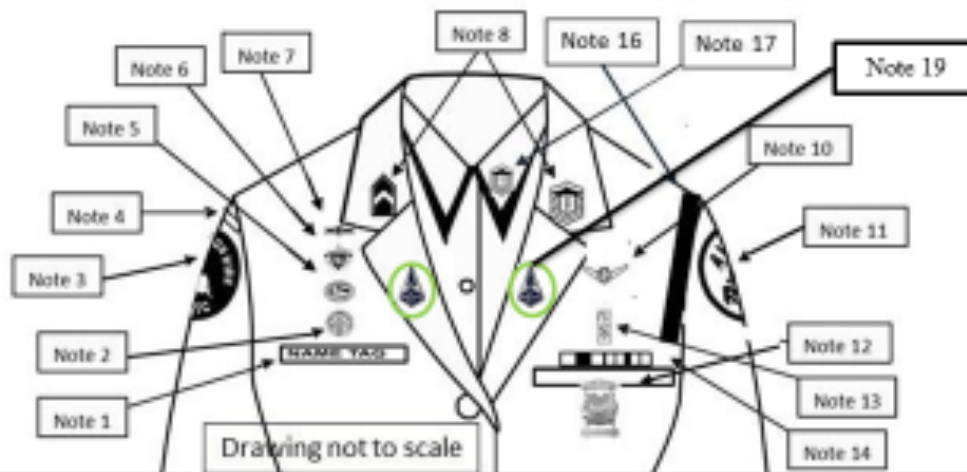 Note 8
Note 16
Note 17
Note 19
Note 7
Note 6
Note 5
Note 10
Note 4
Note 11
Note 3
Note 2
NAME TAG
Note 12
Note 1
Note 13
Note 14
Drawing not to scale